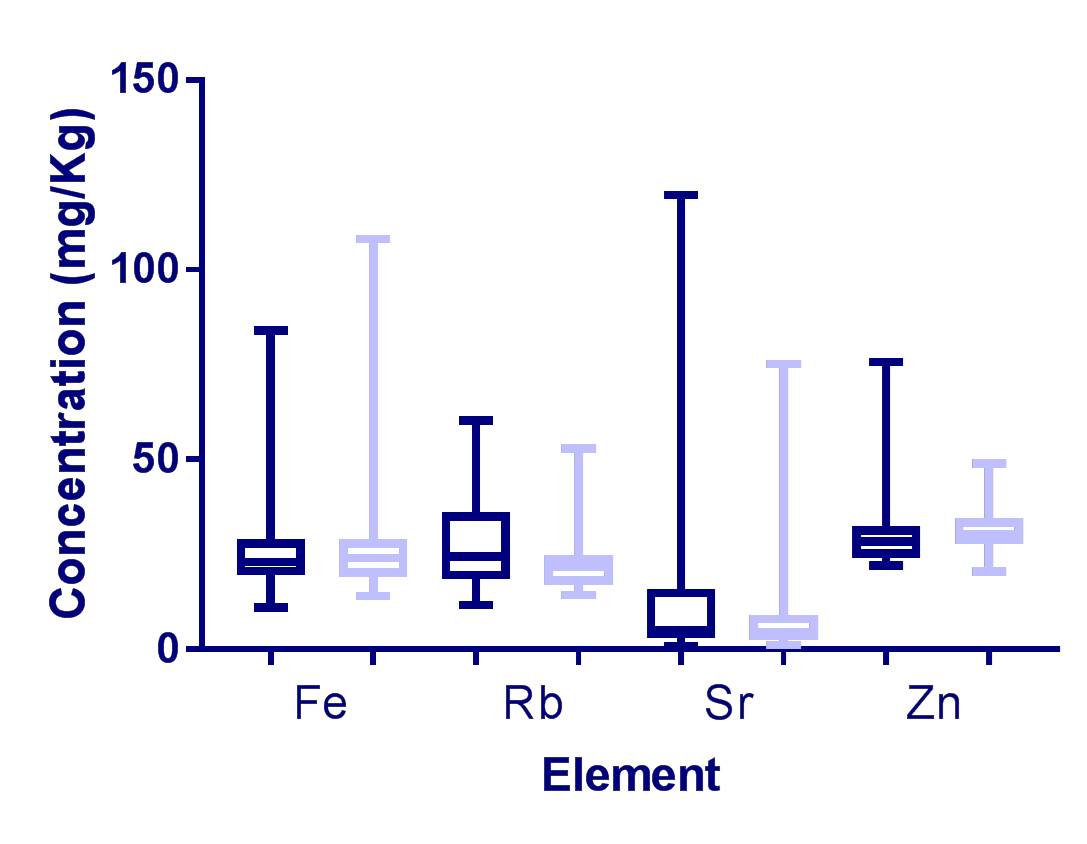 Concentration (mg/Kg)
150
100
50
0
Fe Rb Sr Zn
Element